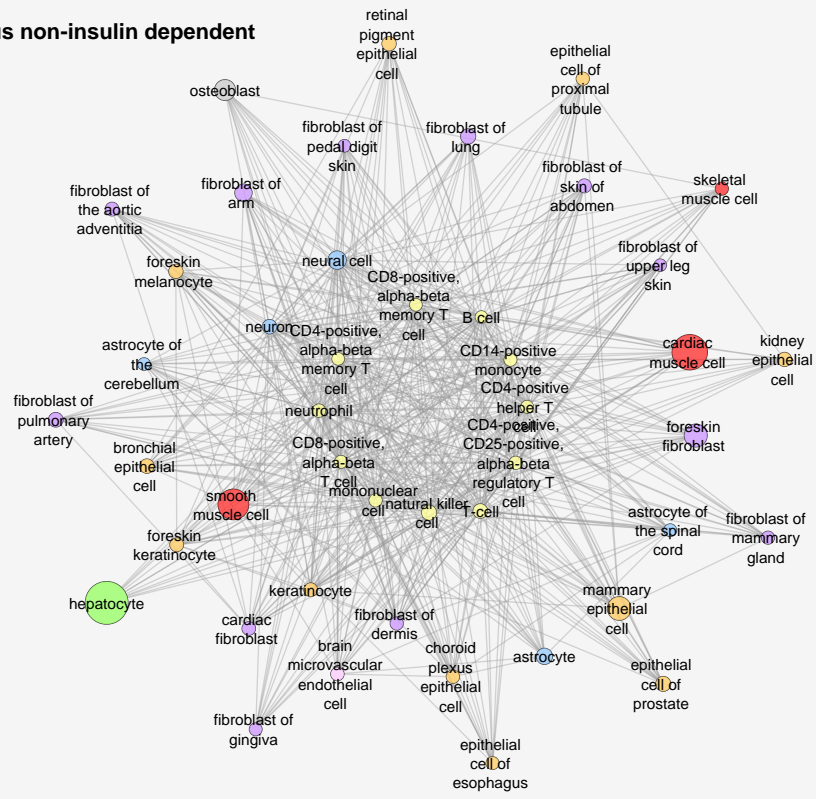 us non-insulin dependent
retinal
pigment
epithelial
cell
epithelial
cell of
proximal
tubule
osteoblast
fibroblast of
pedal digit
skin
fibroblast of
lung
fibroblast of
skin of
abdomen
skeletal
muscle cell
fibroblast of
the aortic
adventitia
fibroblast of
arm
foreskin
melanocyte
neural cell
fibroblast of
upper leg
skin
CD8-positive,
alpha-beta
memory T
cell
B cell
neuron
CD4-positive,
alpha-beta
memory T
cell
CD14-positive
monocyte
cardiac
muscle cell
kidney
epithelial
cell
astrocyte of
the
cerebellum
CD4-positive
helper T
cell
neutrophil
fibroblast of
pulmonary
artery
CD4-positive,
CD25-positive,
alpha-beta
regulatory T
cell
foreskin
fibroblast
bronchial
epithelial
cell
CD8-positive,
alpha-beta
T cell
mononuclear
cell
natural killer
cell
T-cell
smooth
muscle cell
astrocyte of
the spinal
cord
fibroblast of
mammary
gland
foreskin
keratinocyte
hepatocyte
keratinocyte
mammary
epithelial
cell
cardiac
fibroblast
fibroblast of
dermis
brain
microvascular
endothelial
cell
choroid
plexus
epithelial
cell
astrocyte
epithelial
cell of
prostate
fibroblast of
gingiva
epithelial
cell of
esophagus